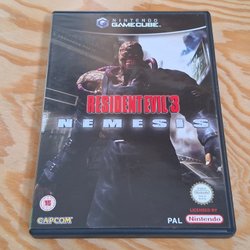 NINTENDO
GAMECUBE
RESIDENT EVIL 3
NEMESIS
15
CAPCOM
PAL
LICENSED BY
Nintendo